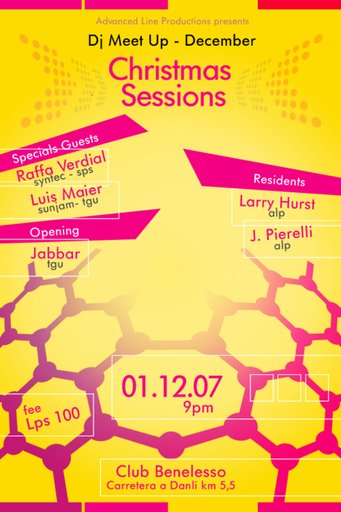 Advanced Line Productions presents
Dj Meet Up - December
Christmas
Sessions
Specials Guests
Raffa Verdial
syntec - sps
Luis Maier
sunjam- tgu
Opening
Jabbar
tgu
Residents
Larry Hurst
alp
J. Pierelli
alp
01.12.07
9pm
fee
Lps 100
Club Benelesso
Carretera a Danli km 5,5